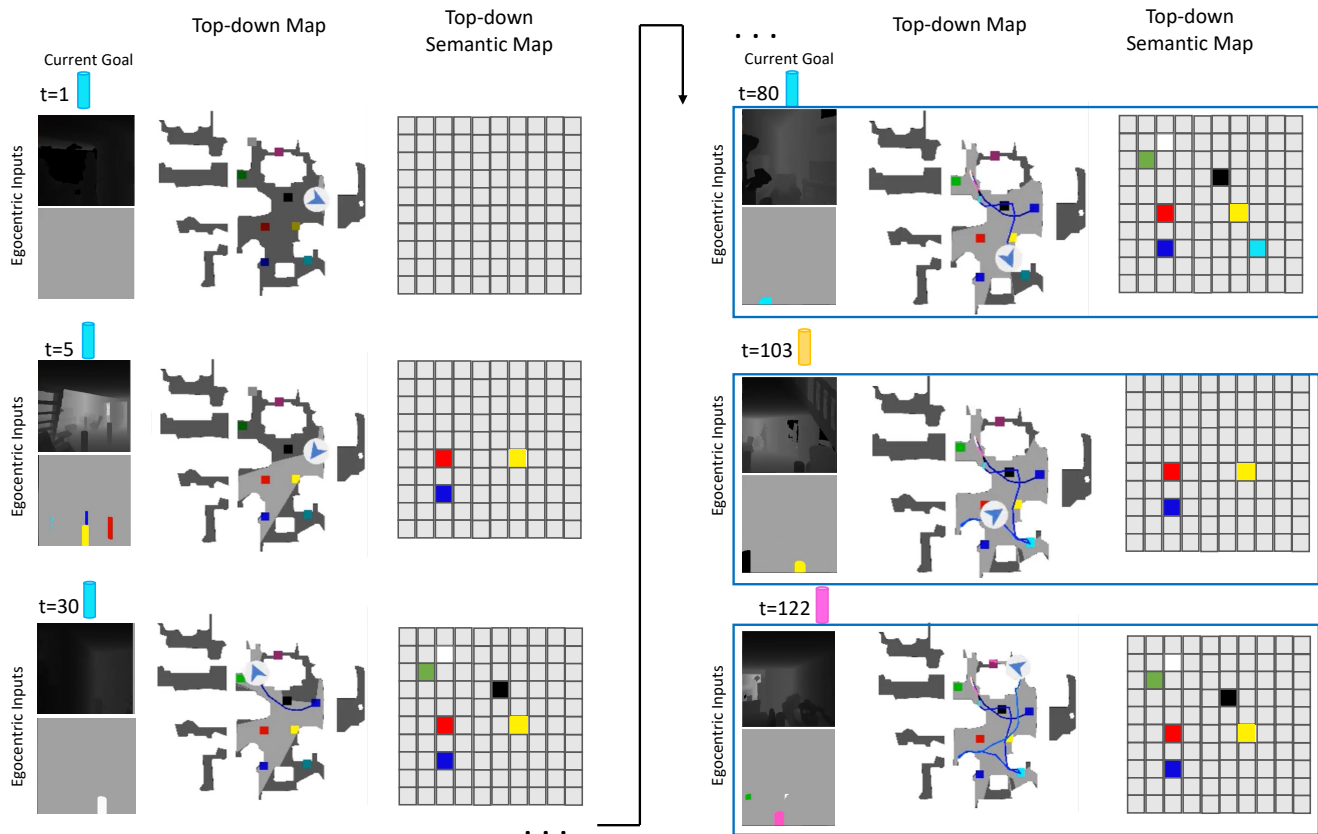 Top-down Map
Top-down
Semantic Map
Current Goal
t=1
Egocentric Inputs
t=5
Egocentric Inputs
t=30
Egocentric Inputs
. . .
. . .
Top-down Map
Top-down
Semantic Map
Current Goal
t=80
Egocentric Inputs
t=103
Egocentric Inputs
t=122
Egocentric Inputs